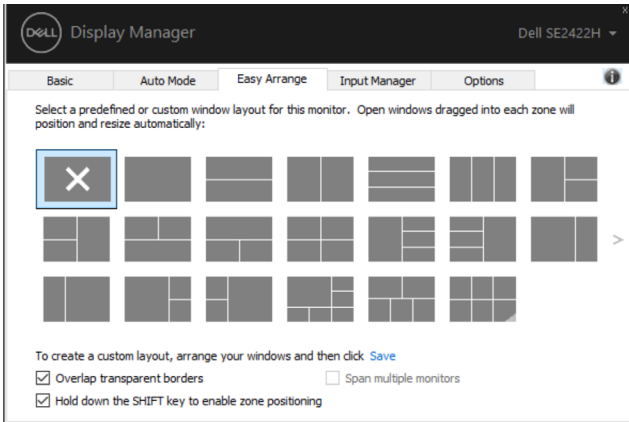 DELL Display Manager Dell SE2422H
Basic Auto Mode Easy Arrange Input Manager Options
Select a predefined or custom window layout for this monitor. Open windows dragged into each zone will
position and resize automatically:
To create a custom layout, arrange your windows and then click Save
Overlap transparent borders Span multiple monitors
Hold down the SHIFT key to enable zone positioning